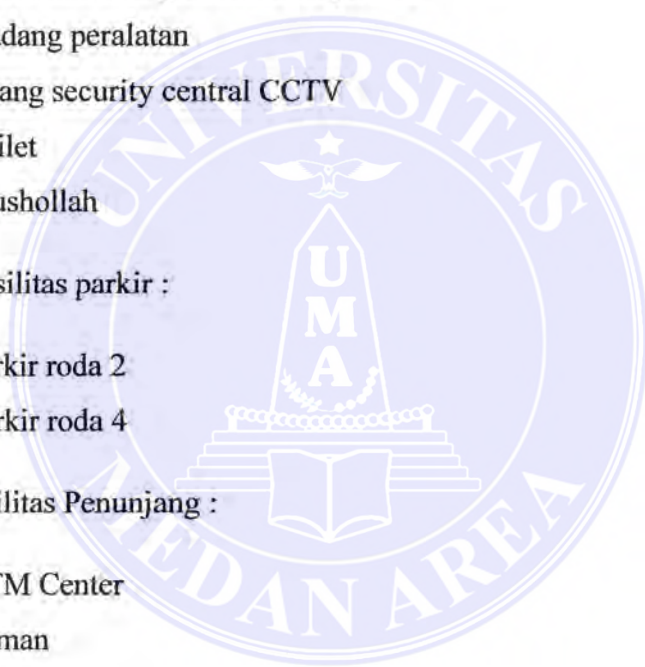 dang peralatan
ang security central CCTV
ilet
ushollah
silitas parkir :
rkir roda 2
rkir roda 4
ilitas Penunjang :
TM Center
man
UNIVERSITAS
UMA
MEDAN AREA